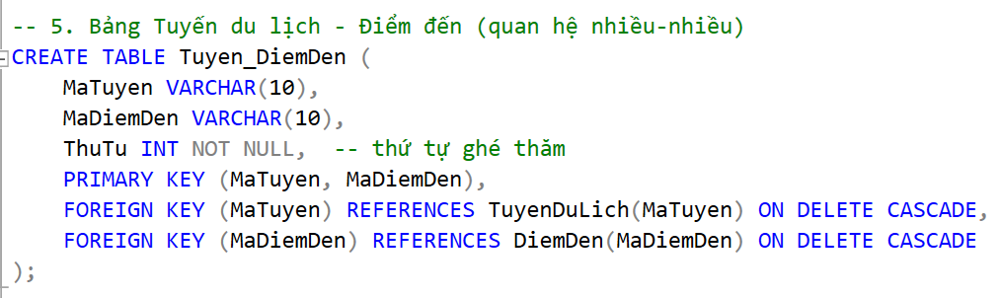 -- 5. Bảng Tuyến du lịch - Điểm đến (quan hệ nhiều-nhiều)
CREATE TABLE Tuyen_DiemDen (
    MaTuyen VARCHAR(10),
    MaDiemDen VARCHAR(10),
    ThuTu INT NOT NULL,  -- thứ tự ghé thăm
    PRIMARY KEY (MaTuyen, MaDiemDen),
    FOREIGN KEY (MaTuyen) REFERENCES TuyenDuLich(MaTuyen) ON DELETE CASCADE,
    FOREIGN KEY (MaDiemDen) REFERENCES DiemDen(MaDiemDen) ON DELETE CASCADE
);